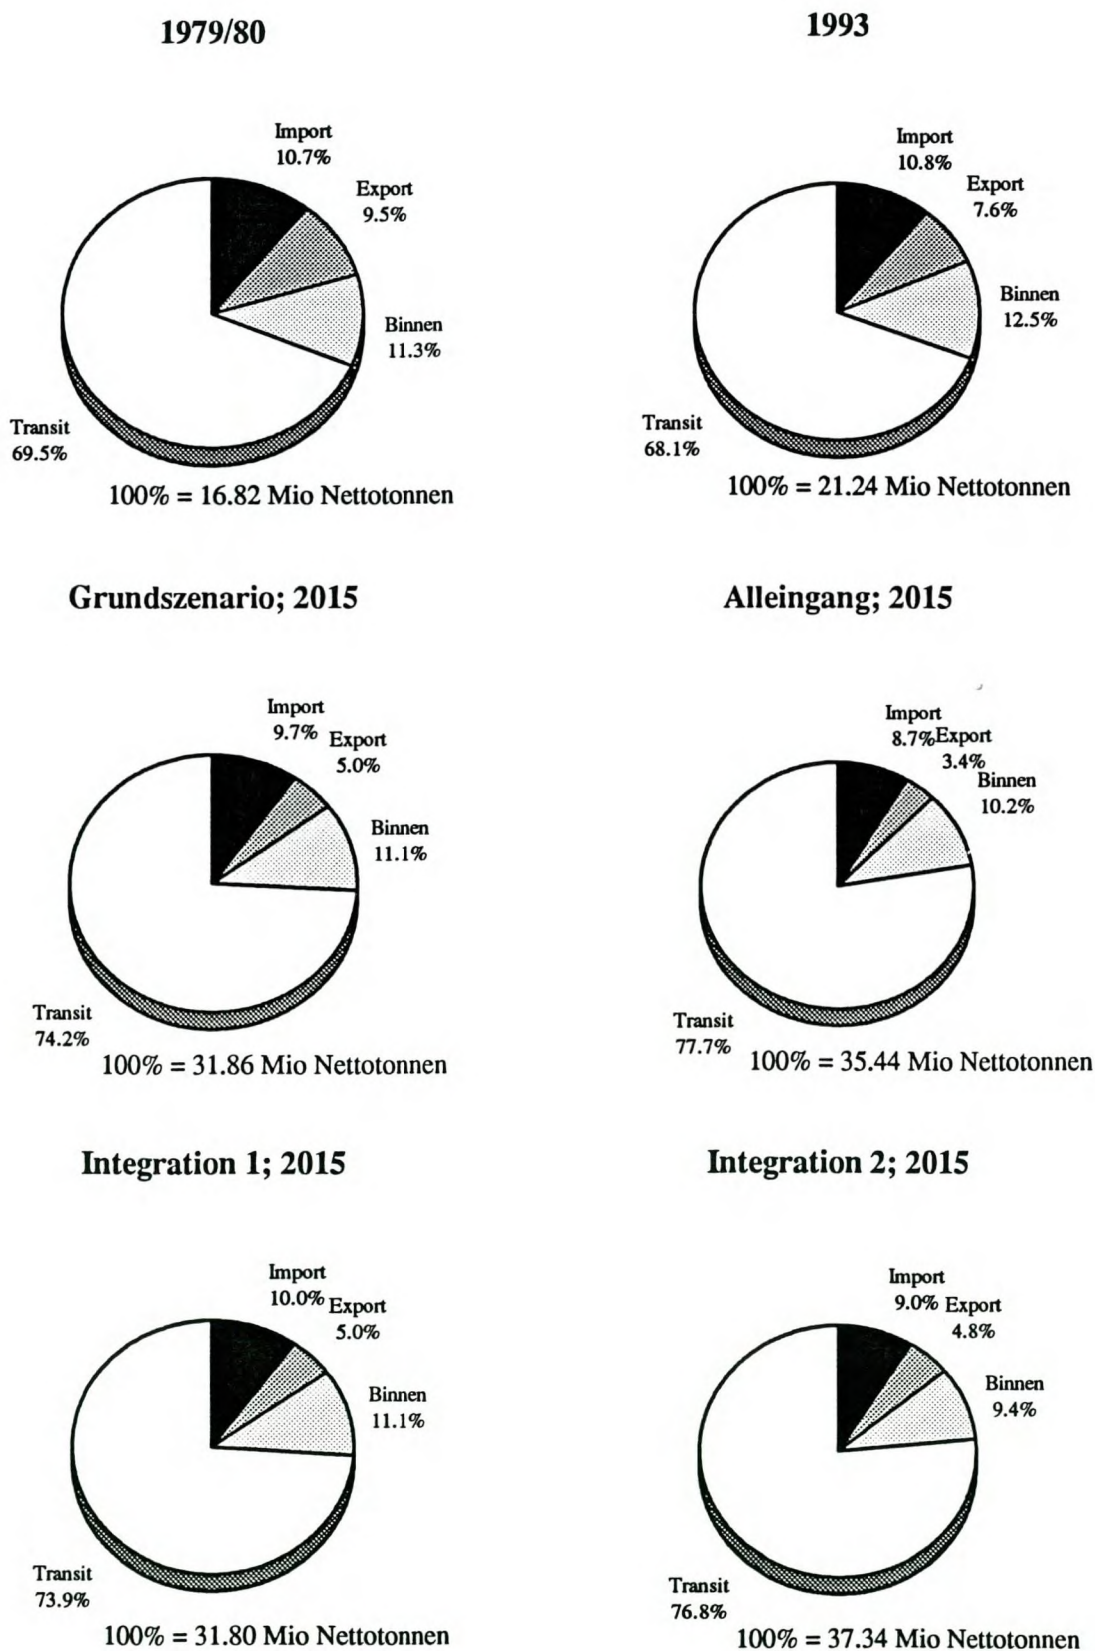 1979/80
Import
10.7%
Export
9.5%
Binnen
11.3%
Transit
69.5%
100% = 16.82 Mio Nettotonnen
1993
Import
10.8%
Export
7.6%
Binnen
12.5%
Transit
68.1%
100% = 21.24 Mio Nettotonnen
Grundszenario; 2015
Import
9.7%
Export
5.0%
Binnen
11.1%
Transit
74.2%
100% = 31.86 Mio Nettotonnen
Alleingang; 2015
Import
8.7%
Export
3.4%
Binnen
10.2%
Transit
77.7%
100% = 35.44 Mio Nettotonnen
Integration 1; 2015
Import
10.0%
Export
5.0%
Binnen
11.1%
Transit
73.9%
100% = 31.80 Mio Nettotonnen
Integration 2; 2015
Import
9.0%
Export
4.8%
Binnen
9.4%
Transit
76.8%
100% = 37.34 Mio Nettotonnen